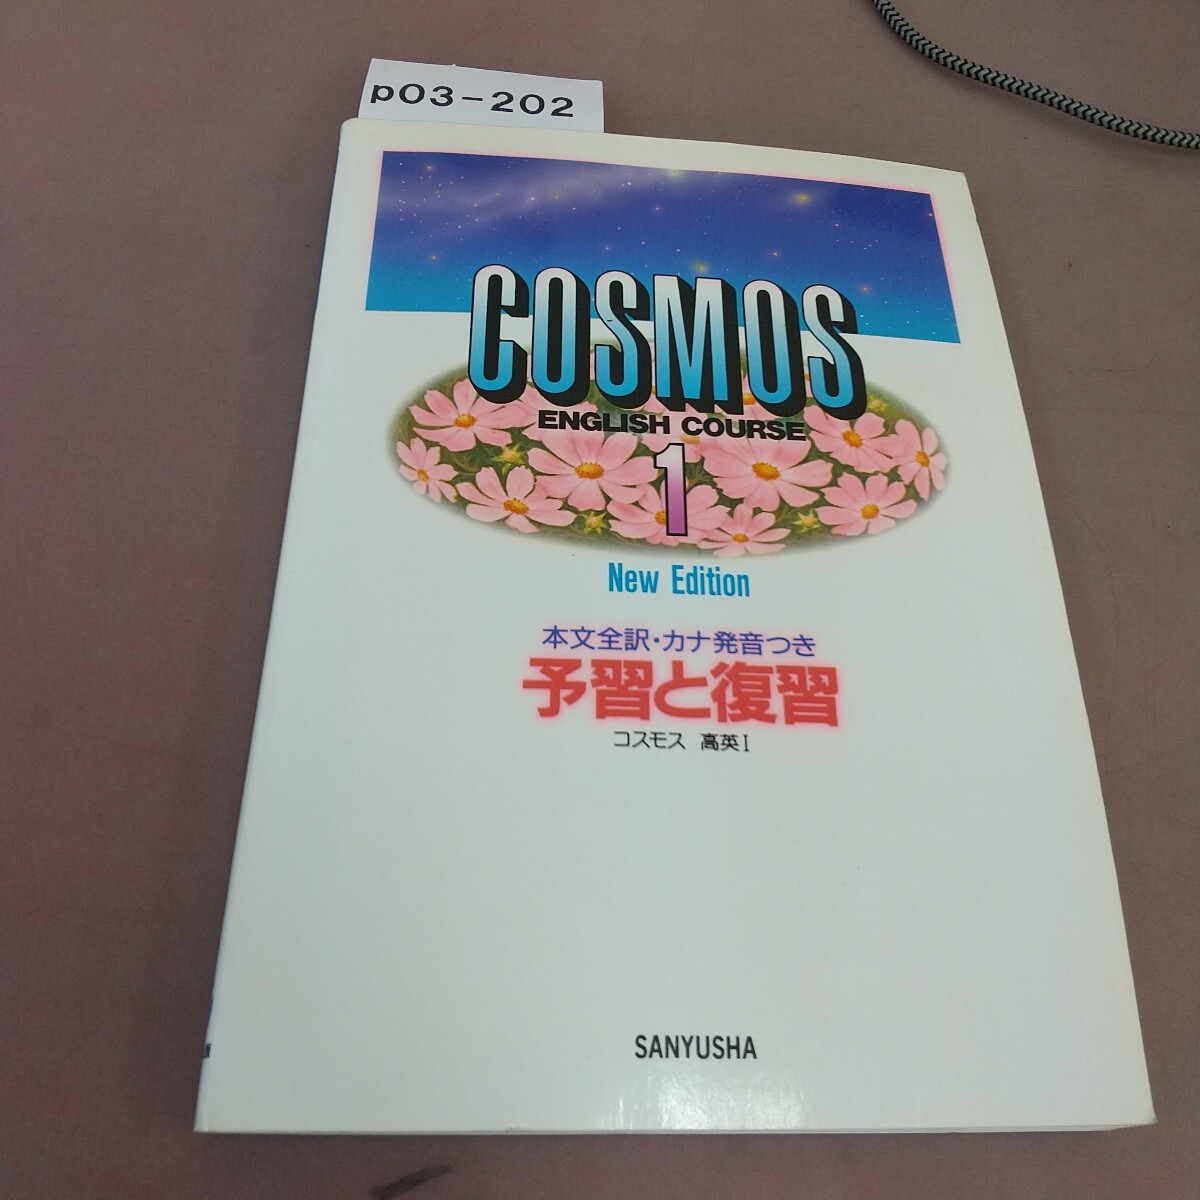 p03-202
COSMOS
ENGLISH COURSE
1
New Edition
本文全訳・カナ発音つき
予習と復習
コスモス 高英Ⅰ
SANYUSHA